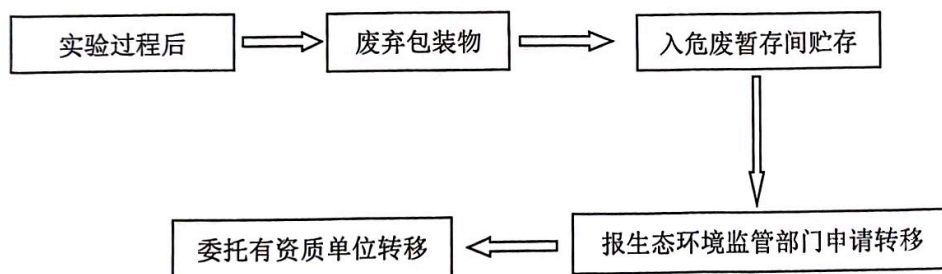 实验过程后
废弃包装物
入危废暂存间贮存
报生态环境监管部门申请转移
委托有资质单位转移